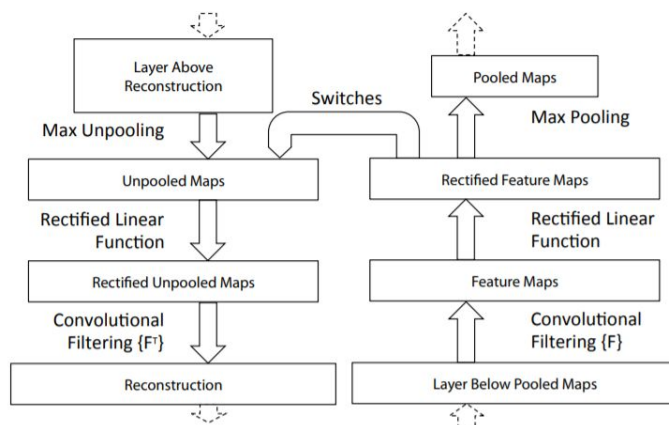 Layer Above
Reconstruction
Pooled Maps
Switches
Max Unpooling
Max Pooling
Unpooled Maps
Rectified Feature Maps
Rectified Linear
Function
Rectified Linear
Function
Rectified Unpooled Maps
Feature Maps
Convolutional
Filtering {Fᵀ}
Convolutional
Filtering {F}
Reconstruction
Layer Below Pooled Maps